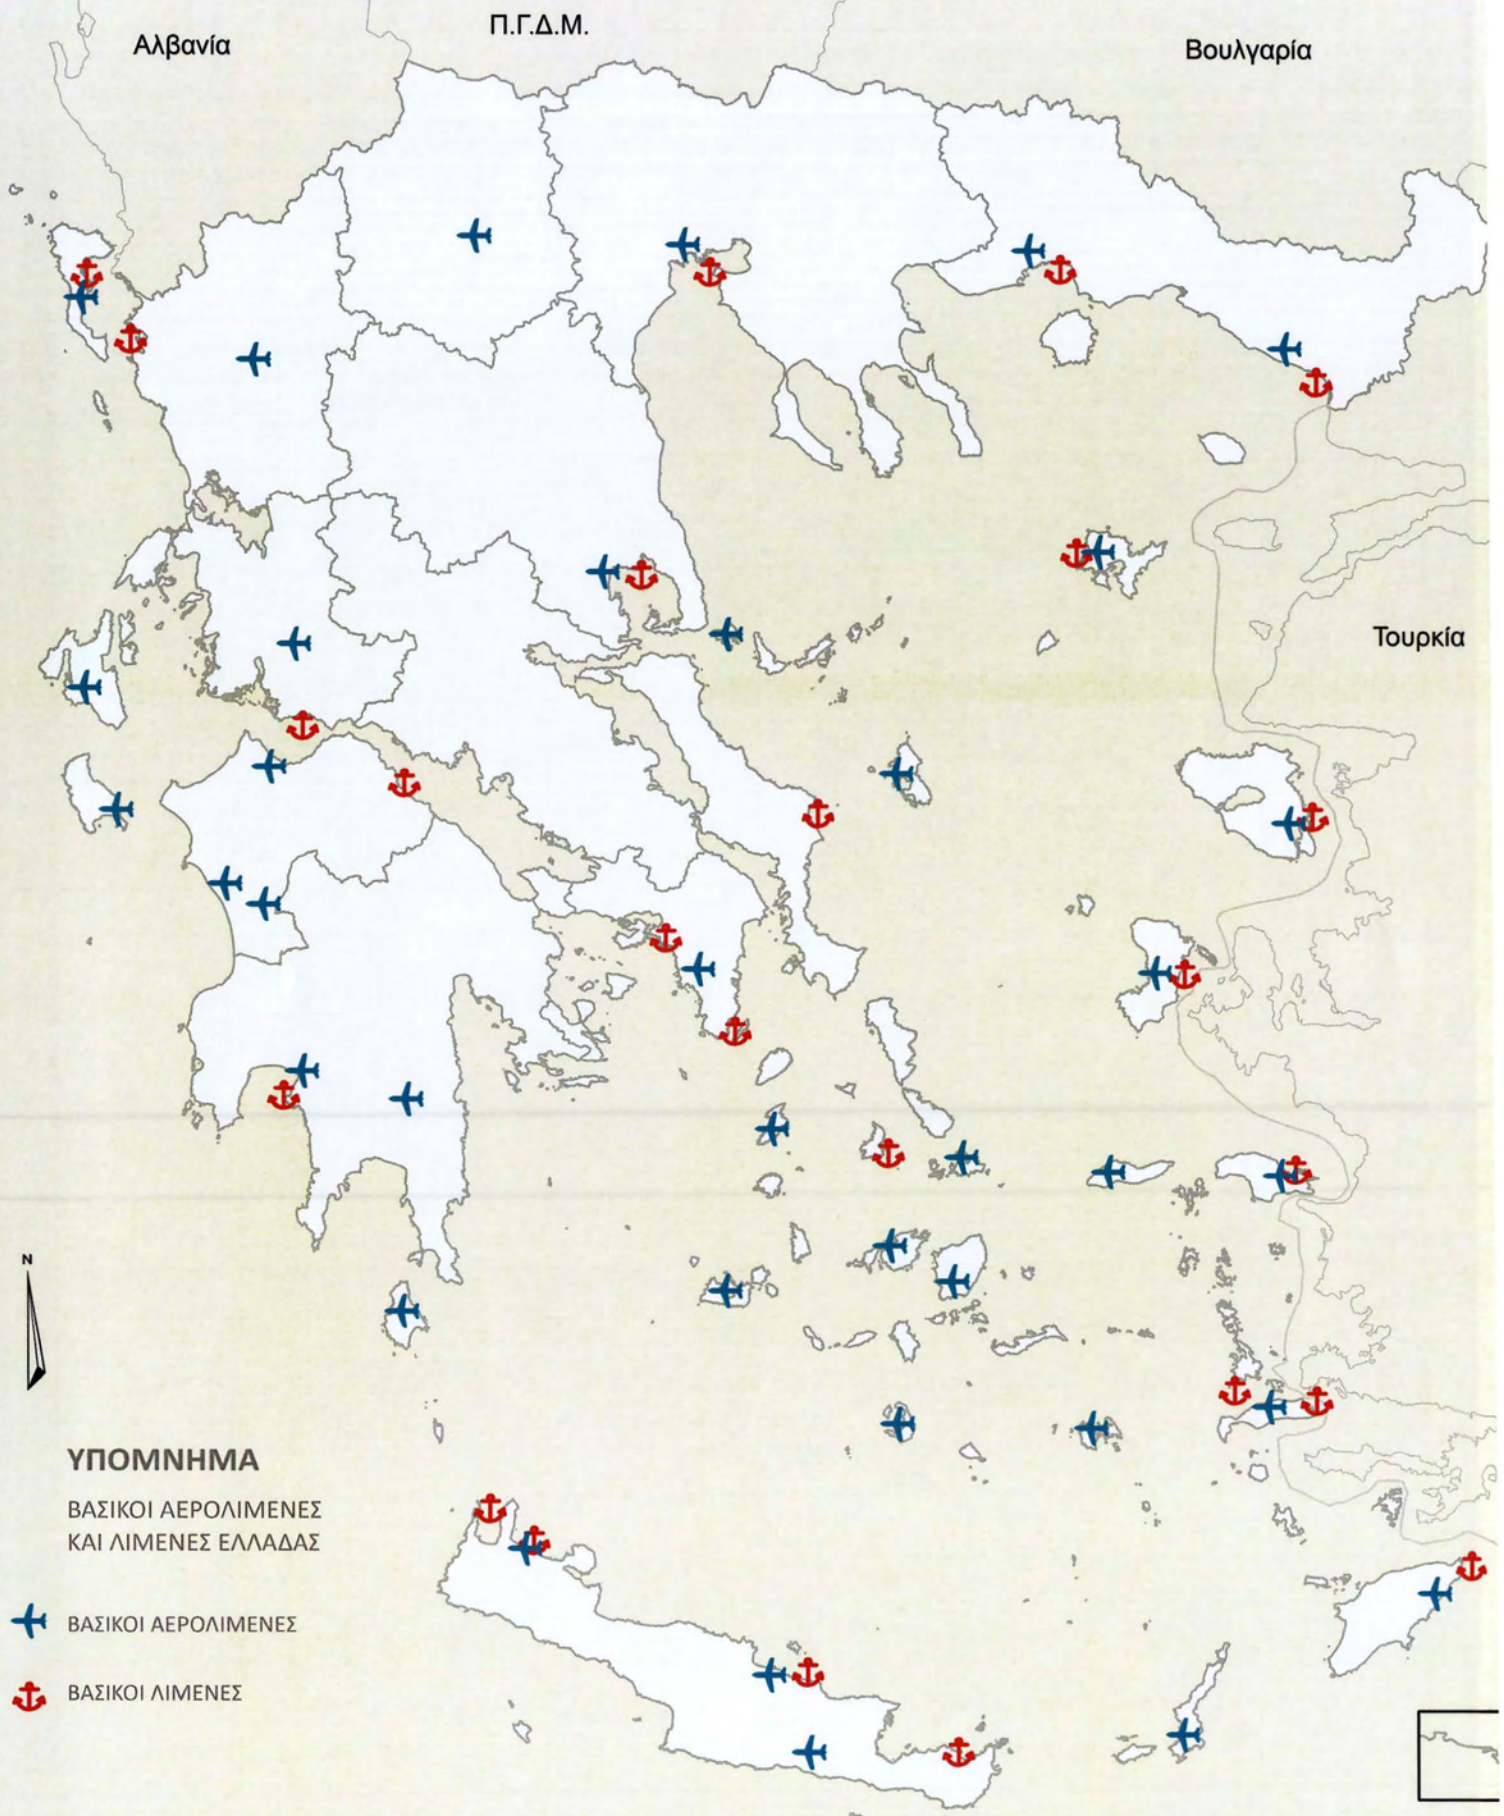 Αλβανία
Π.Γ.Δ.Μ.
Βουλγαρία
Τουρκία
N
ΥΠΟΜΝΗΜΑ
ΒΑΣΙΚΟΙ ΑΕΡΟΛΙΜΕΝΕΣ
ΚΑΙ ΛΙΜΕΝΕΣ ΕΛΛΑΔΑΣ
ΒΑΣΙΚΟΙ ΑΕΡΟΛΙΜΕΝΕΣ
ΒΑΣΙΚΟΙ ΛΙΜΕΝΕΣ